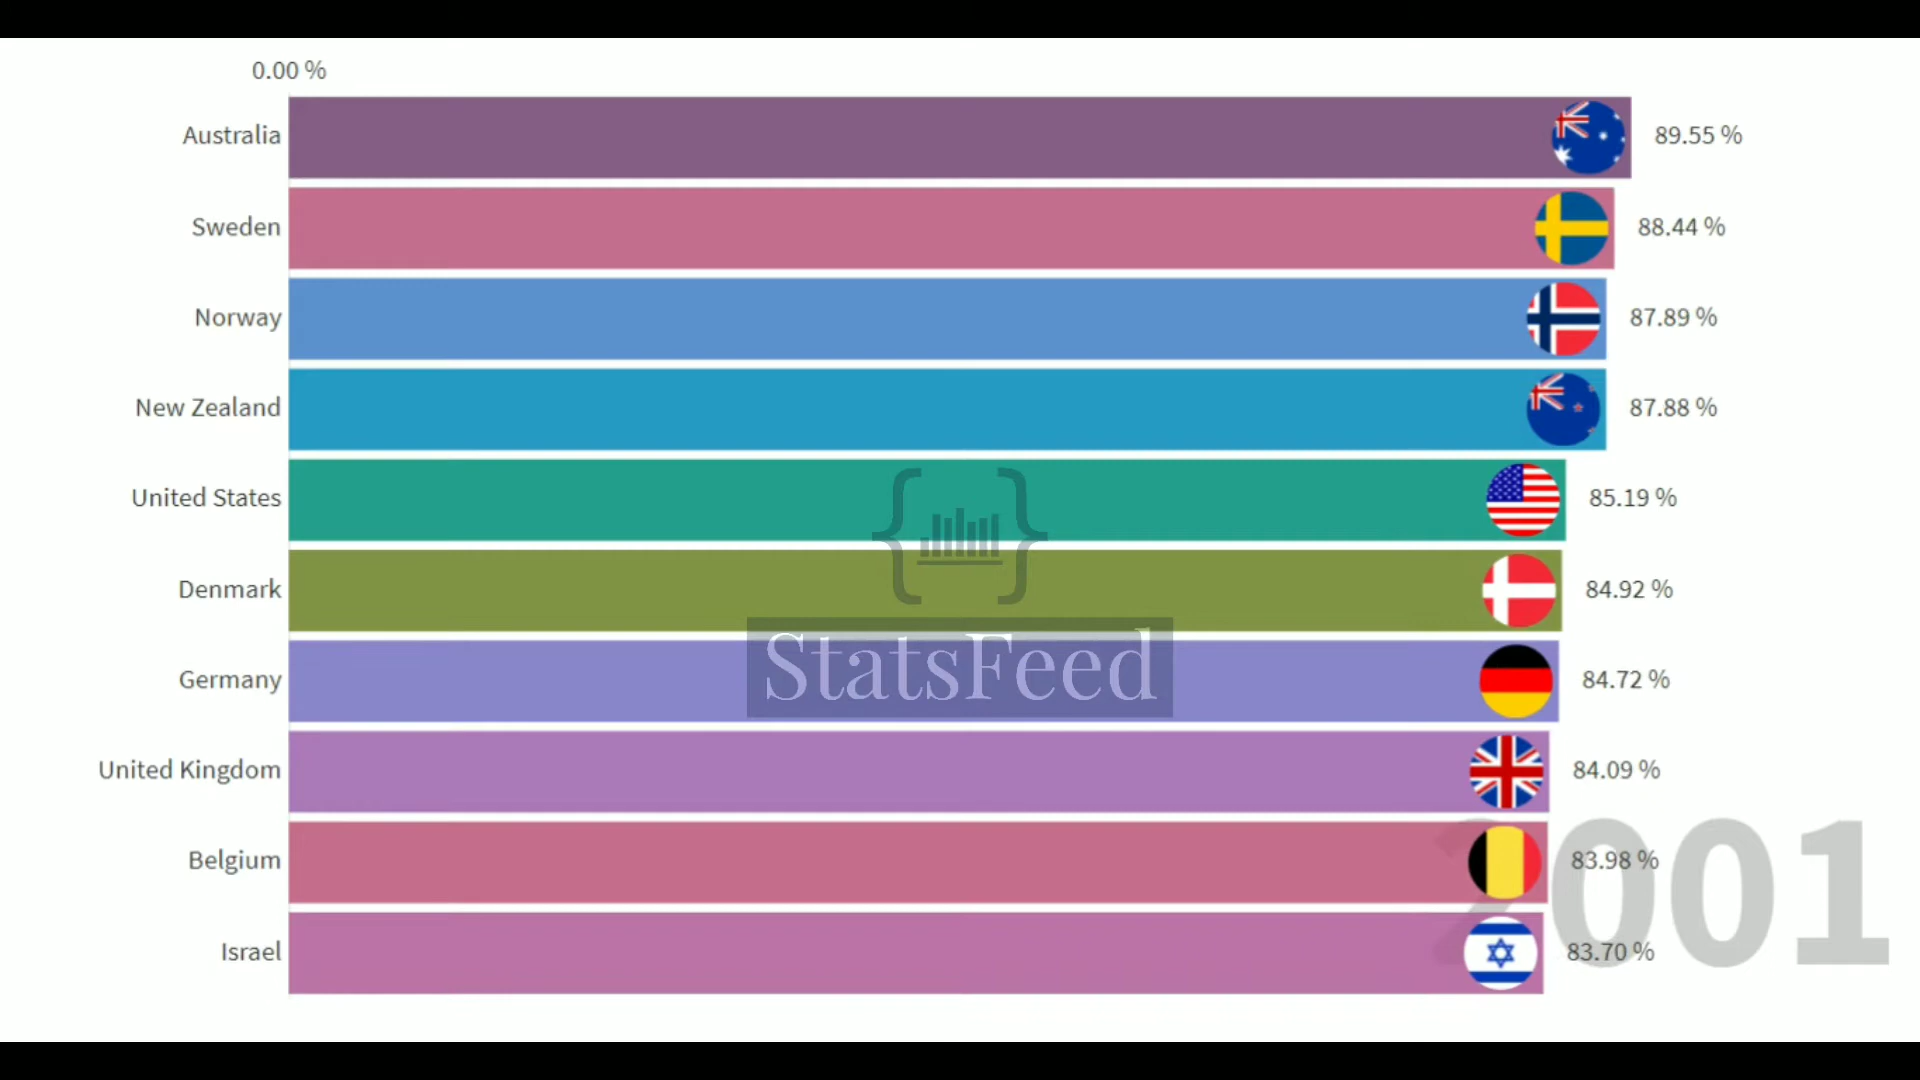 0.00 %
Australia 89.55 %
Sweden 88.44 %
Norway 87.89 %
New Zealand 87.88 %
United States 85.19 %
Denmark 84.92 %
Germany 84.72 %
StatsFeed
United Kingdom 84.09 %
Belgium 83.98 %
2001
Israel 83.70 %